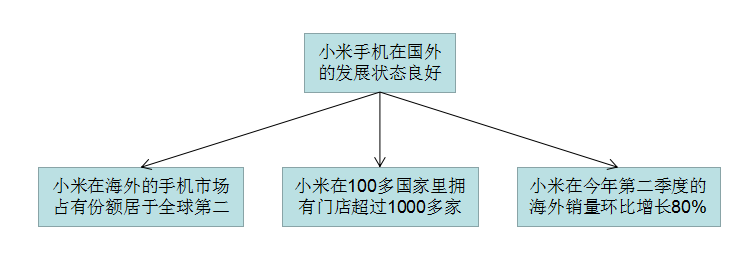 小米手机在国外
的发展状态良好
小米在海外的手机市场
占有份额居于全球第二
小米在100多国家里拥
有门店超过1000多家
小米在今年第二季度的
海外销量环比增长80%